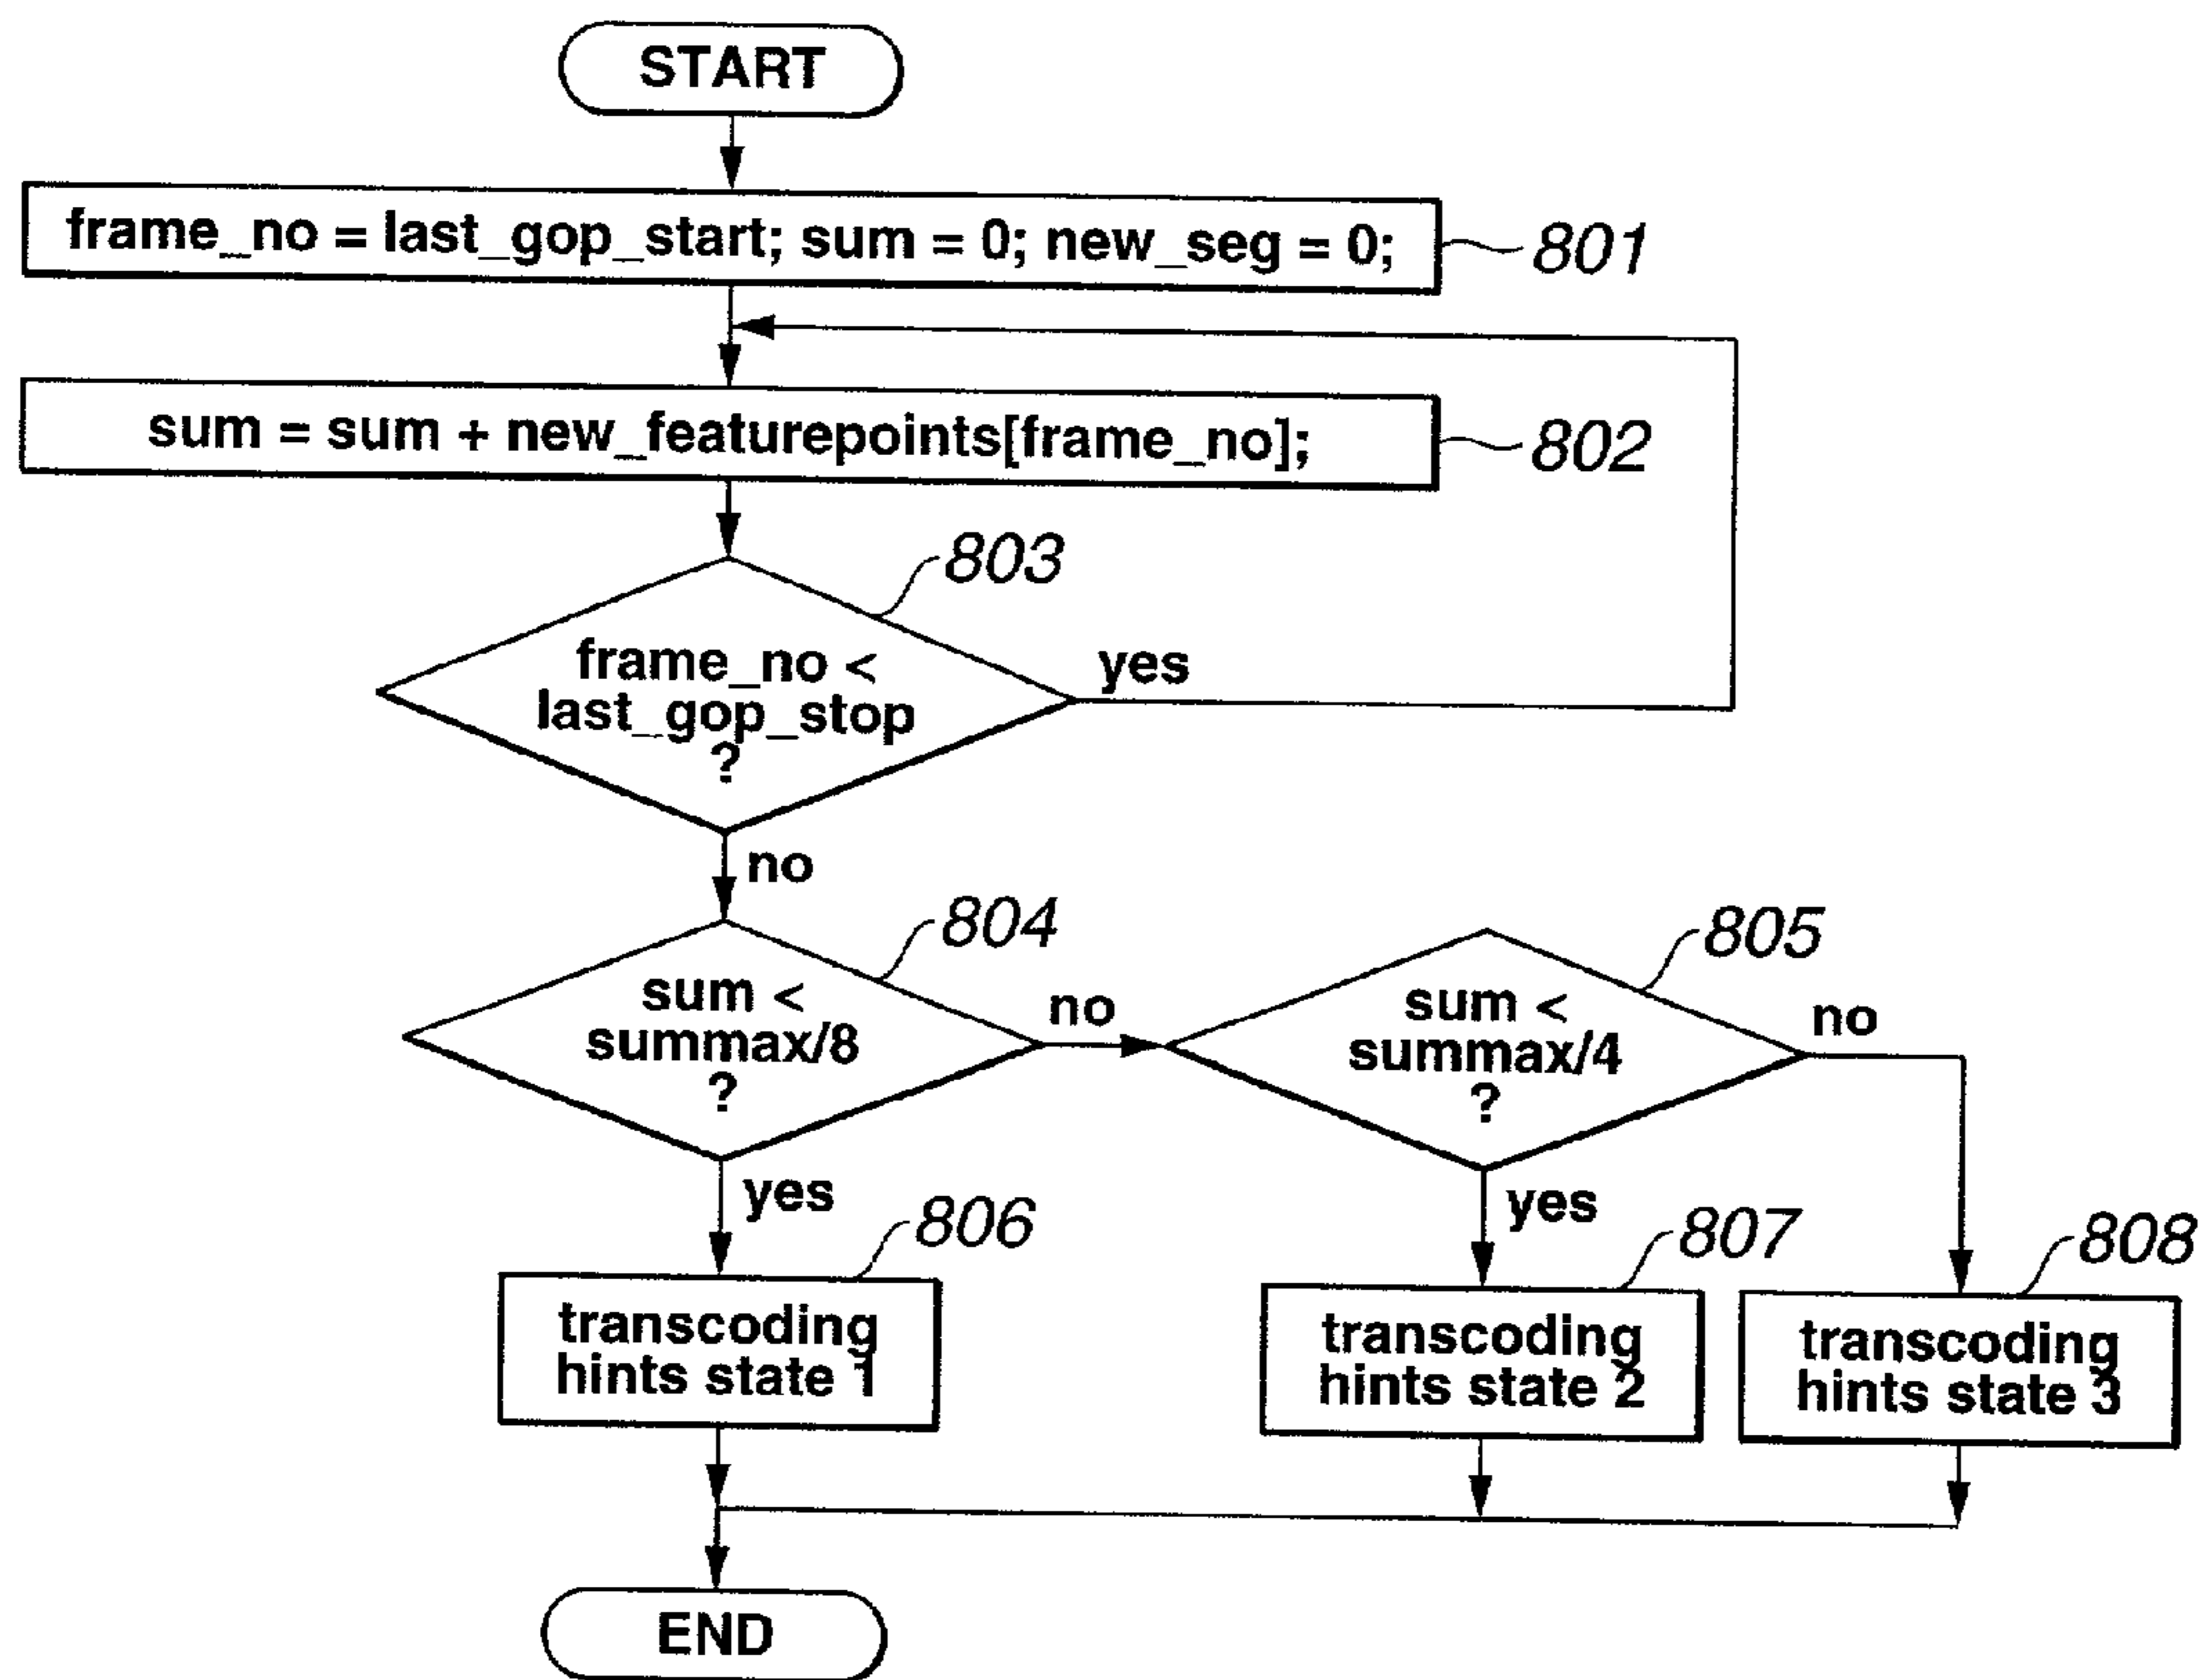 START
frame_no = last_gop_start; sum = 0; new_seg = 0;
801
sum = sum + new_featurepoints[frame_no];
802
803
frame_no <
last_gop_stop
?
yes
no
804
sum <
summax/8
?
no
805
sum <
summax/4
?
no
yes
806
transcoding
hints state 1
yes
807
transcoding
hints state 2
808
transcoding
hints state 3
END